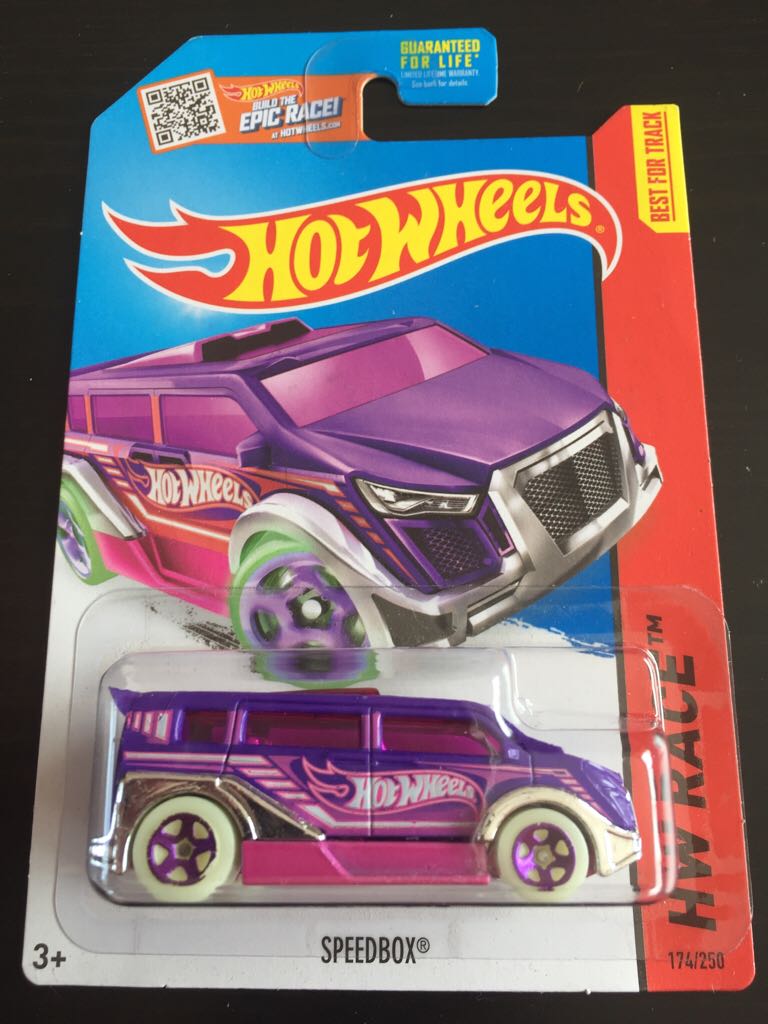 GUARANTEED
FOR LIFE*
LIMITED LIFETIME WARRANTY.
See back for details.
HOT WHEELS
BUILD THE
EPIC RACE!
AT HOTWHEELS.COM
BEST FOR TRACK
HOT WHEELS®
HOT WHEELS
HOT WHEELS
HW RACE™
3+
SPEEDBOX®
174/250